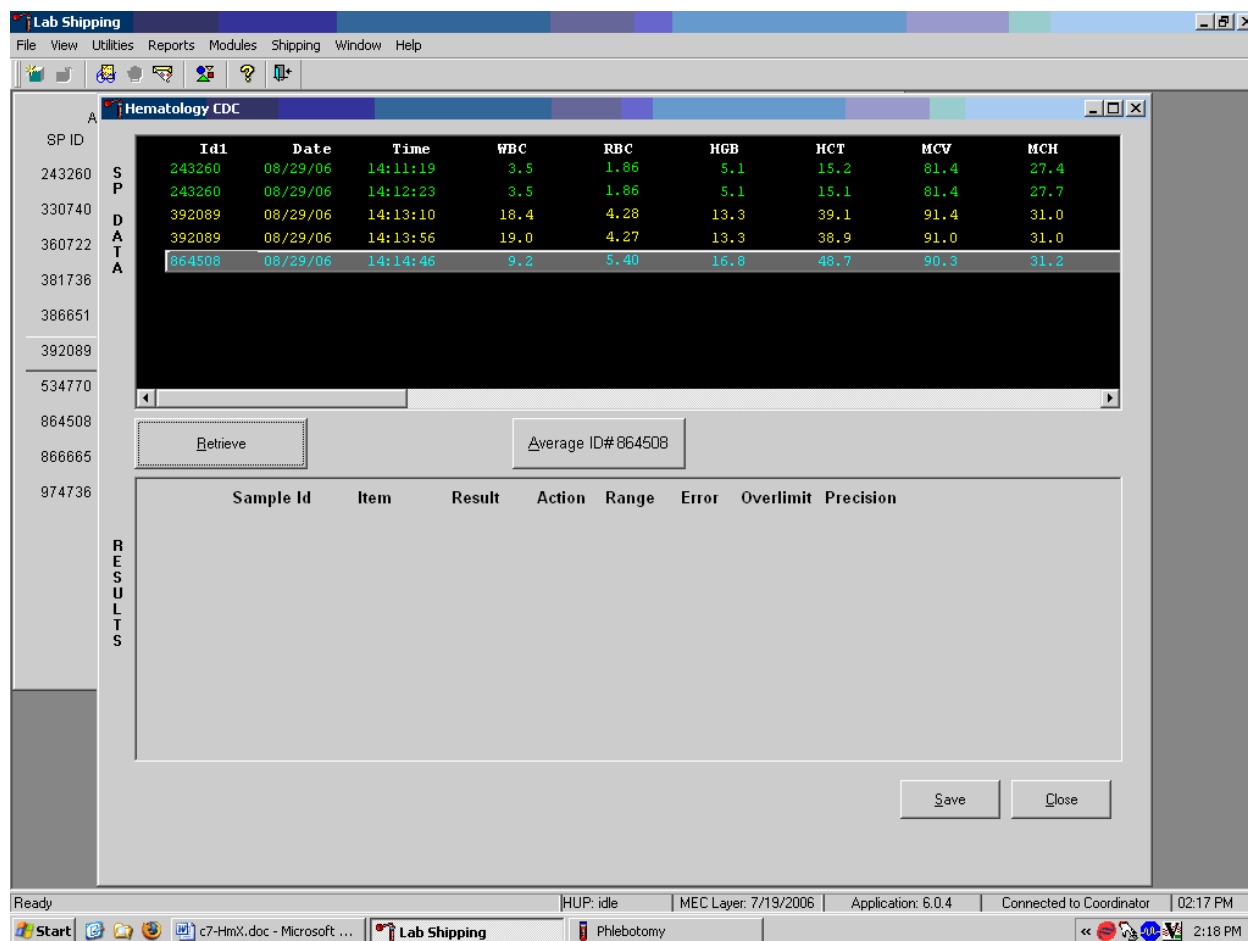 Lab Shipping
File View Utilities Reports Modules Shipping Window Help
Hematology CDC
A
SP ID
243260
330740
360722
381736
386651
392089
534770
864508
866665
974736
SP DATA
Id1 Date Time WBC RBC HGB HCT MCV MCH
243260 08/29/06 14:11:19 3.5 1.86 5.1 15.2 81.4 27.4
243260 08/29/06 14:12:23 3.5 1.86 5.1 15.1 81.4 27.7
392089 08/29/06 14:13:10 18.4 4.28 13.3 39.1 91.4 31.0
392089 08/29/06 14:13:56 19.0 4.27 13.3 38.9 91.0 31.0
864508 08/29/06 14:14:46 9.2 5.40 16.8 48.7 90.3 31.2
Retrieve Average ID# 864508
Sample Id Item Result Action Range Error Overlimit Precision
RESULTS
Save Close
Ready HUP: idle MEC Layer: 7/19/2006 Application: 6.0.4 Connected to Coordinator 02:17 PM
Start c7-HmX.doc - Microsoft ... Lab Shipping Phlebotomy « 2:18 PM